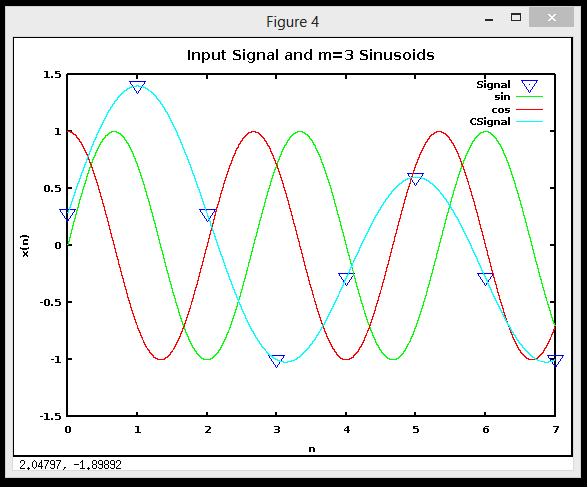 Figure 4
Input Signal and m=3 Sinusoids
Signal
sin
cos
CSignal
1.5
1
0.5
0
-0.5
-1
-1.5
x(n)
0 1 2 3 4 5 6 7
n
2.04797, -1.89892